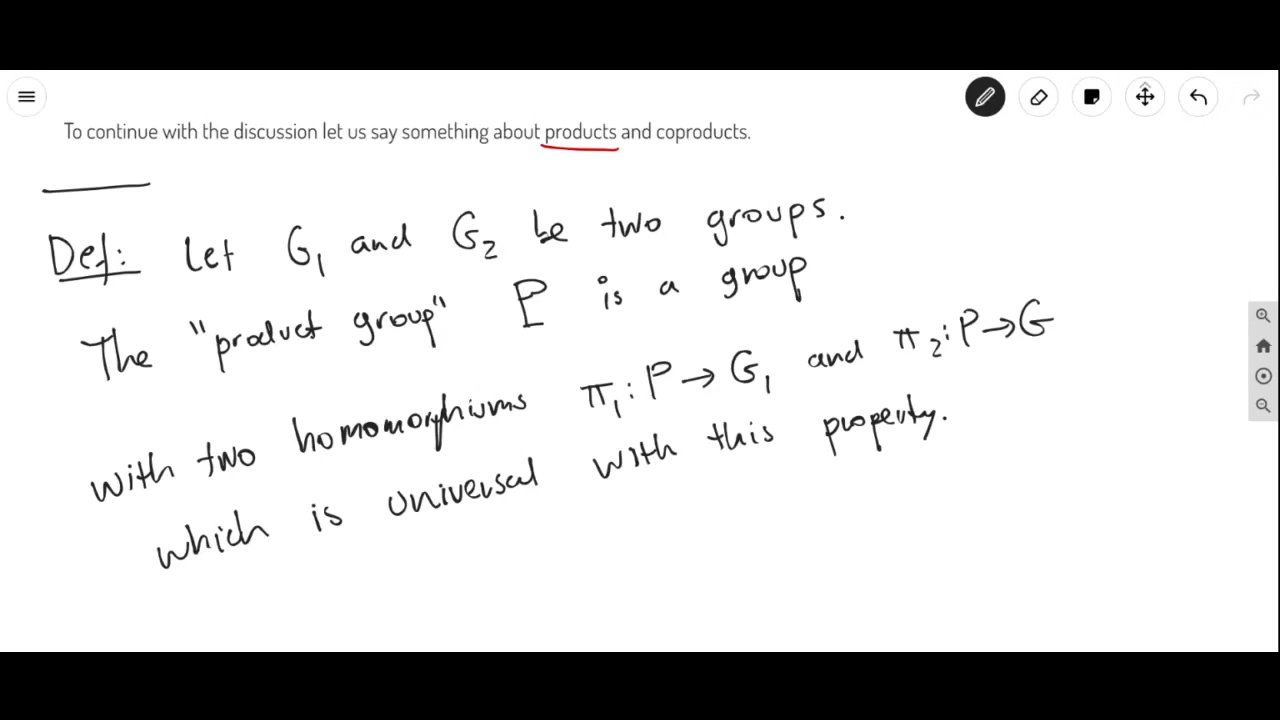 To continue with the discussion let us say something about products and coproducts.
Def: Let G₁ and G₂ be two groups.
The "product group" P is a group
with two homomorphisms π₁: P → G₁ and π₂: P → G
which is universal with this property.